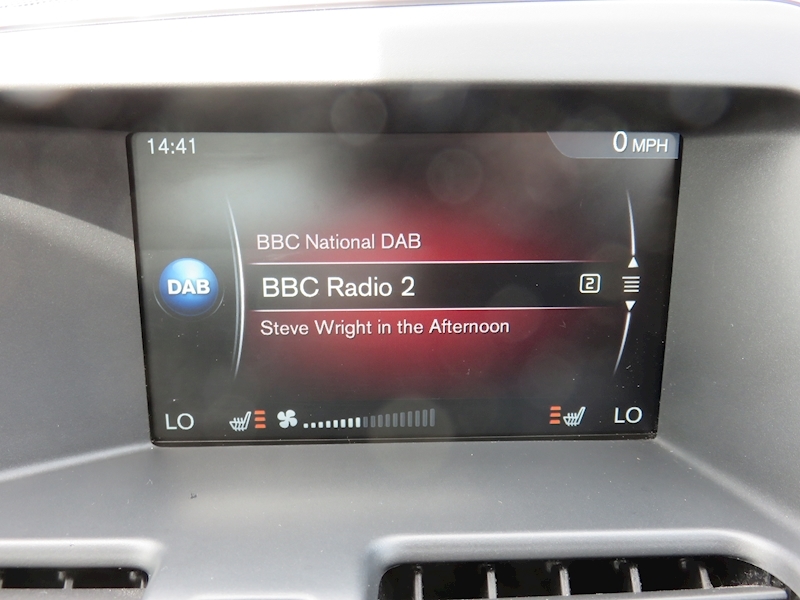 14:41
0 MPH
BBC National DAB
DAB
BBC Radio 2
2
Steve Wright in the Afternoon
LO
LO